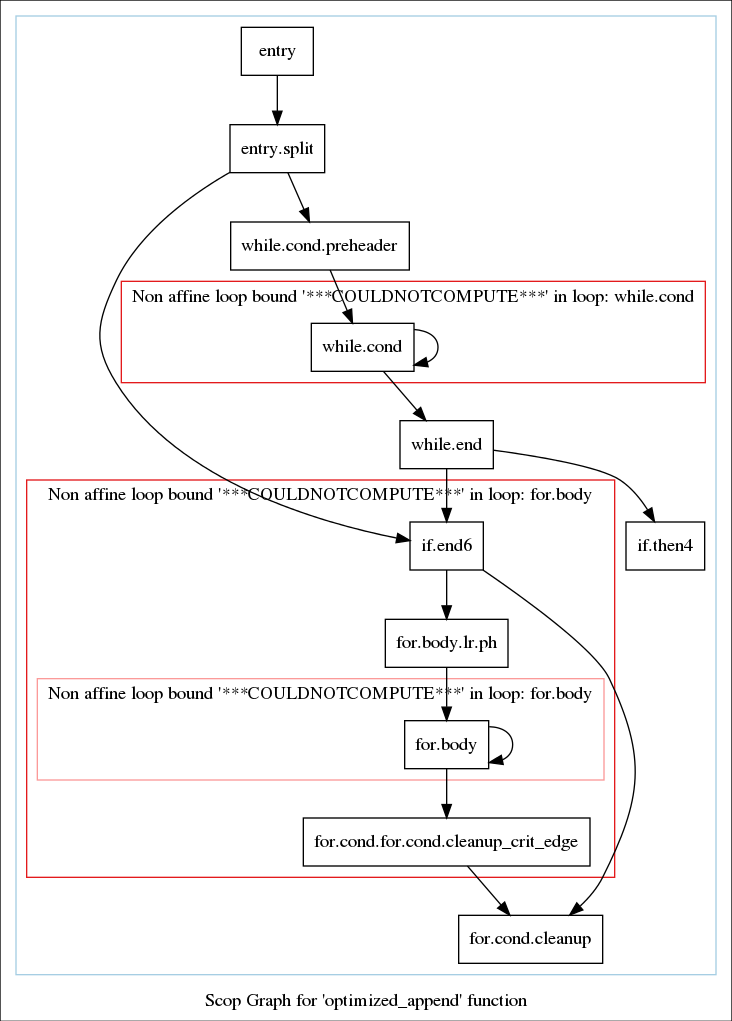 entry
entry.split
while.cond.preheader
Non affine loop bound '***COULDNOTCOMPUTE***' in loop: while.cond
while.cond
while.end
Non affine loop bound '***COULDNOTCOMPUTE***' in loop: for.body
if.end6
if.then4
for.body.lr.ph
Non affine loop bound '***COULDNOTCOMPUTE***' in loop: for.body
for.body
for.cond.for.cond.cleanup_crit_edge
for.cond.cleanup
Scop Graph for 'optimized_append' function